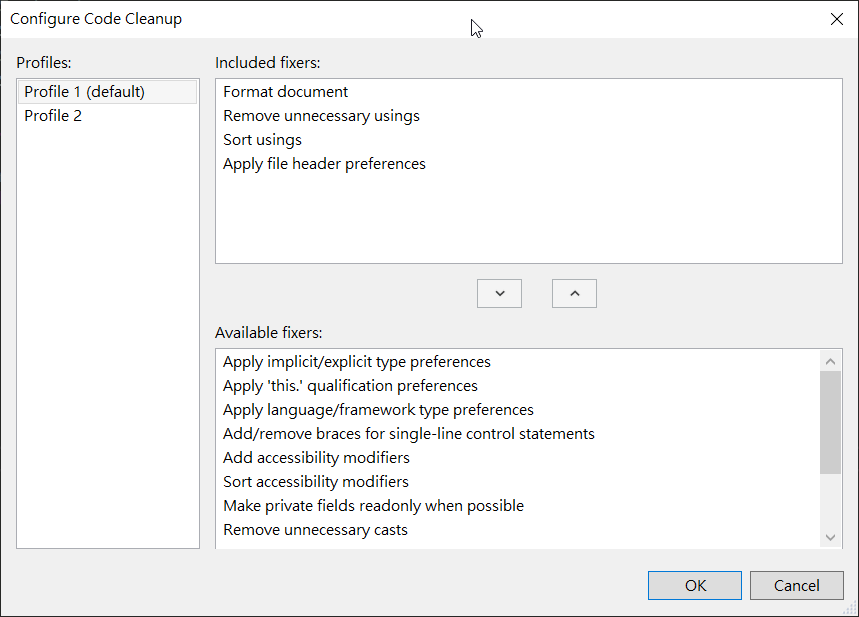 Configure Code Cleanup
Profiles:
Profile 1 (default)
Profile 2
Included fixers:
Format document
Remove unnecessary usings
Sort usings
Apply file header preferences
Available fixers:
Apply implicit/explicit type preferences
Apply 'this.' qualification preferences
Apply language/framework type preferences
Add/remove braces for single-line control statements
Add accessibility modifiers
Sort accessibility modifiers
Make private fields readonly when possible
Remove unnecessary casts
OK
Cancel